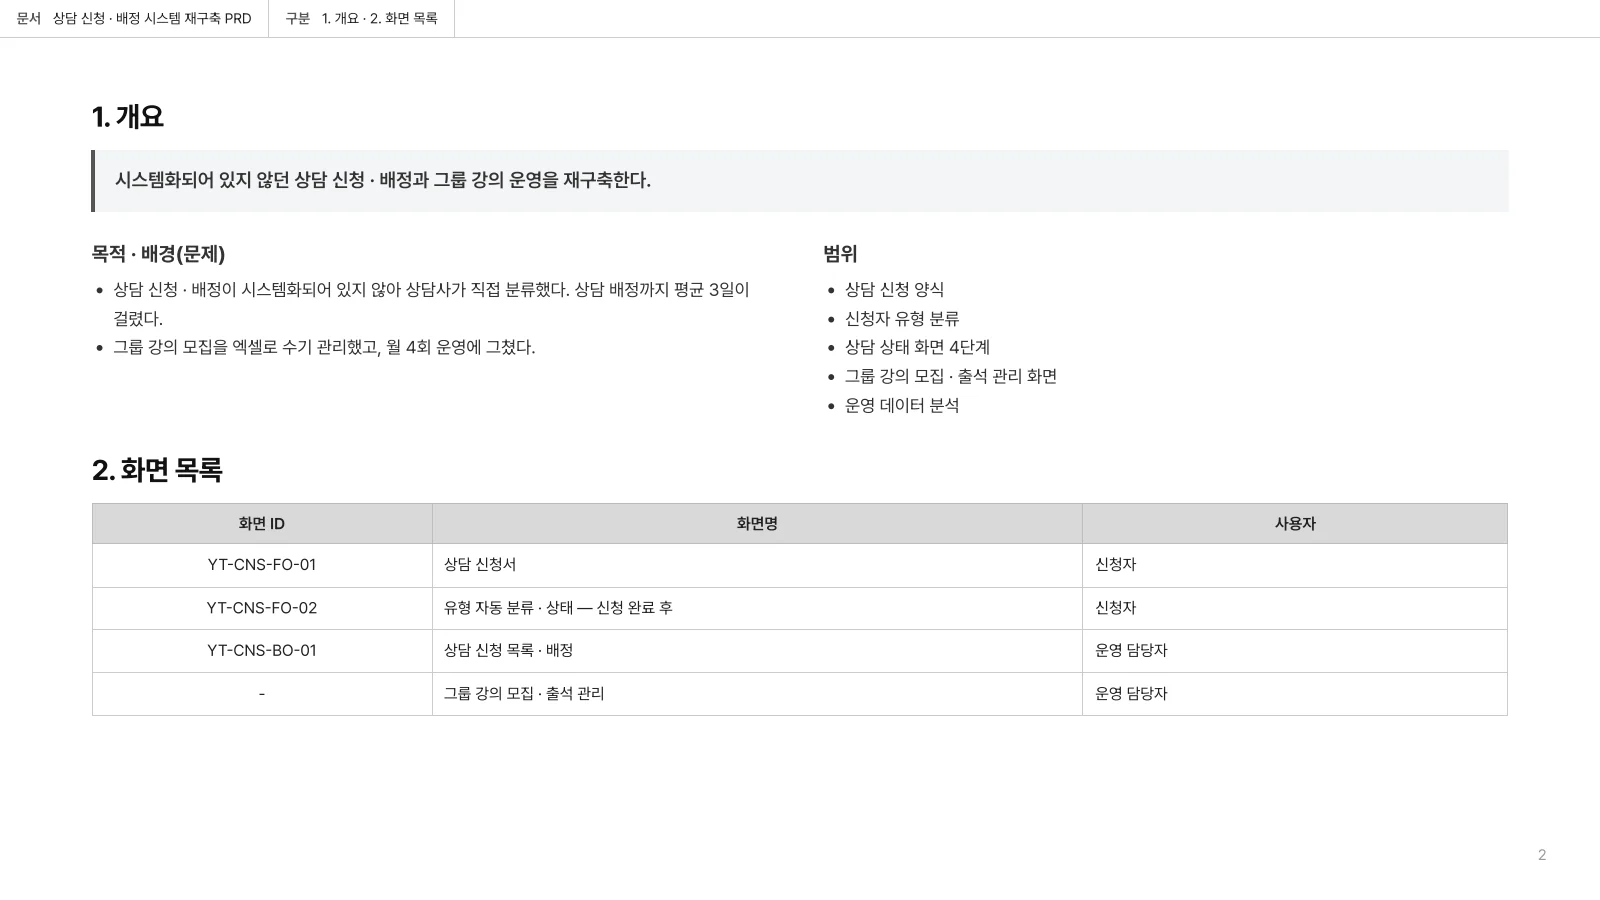 문서 상담 신청 · 배정 시스템 재구축 PRD 구분 1. 개요 · 2. 화면 목록
1. 개요
시스템화되어 있지 않던 상담 신청 · 배정과 그룹 강의 운영을 재구축한다.
목적 · 배경(문제)
• 상담 신청 · 배정이 시스템화되어 있지 않아 상담사가 직접 분류했다. 상담 배정까지 평균 3일이
걸렸다.
• 그룹 강의 모집을 엑셀로 수기 관리했고, 월 4회 운영에 그쳤다.
범위
• 상담 신청 양식
• 신청자 유형 분류
• 상담 상태 화면 4단계
• 그룹 강의 모집 · 출석 관리 화면
• 운영 데이터 분석
2. 화면 목록
화면 ID 화면명 사용자
YT-CNS-FO-01 상담 신청서 신청자
YT-CNS-FO-02 유형 자동 분류 · 상태 — 신청 완료 후 신청자
YT-CNS-BO-01 상담 신청 목록 · 배정 운영 담당자
- 그룹 강의 모집 · 출석 관리 운영 담당자
2